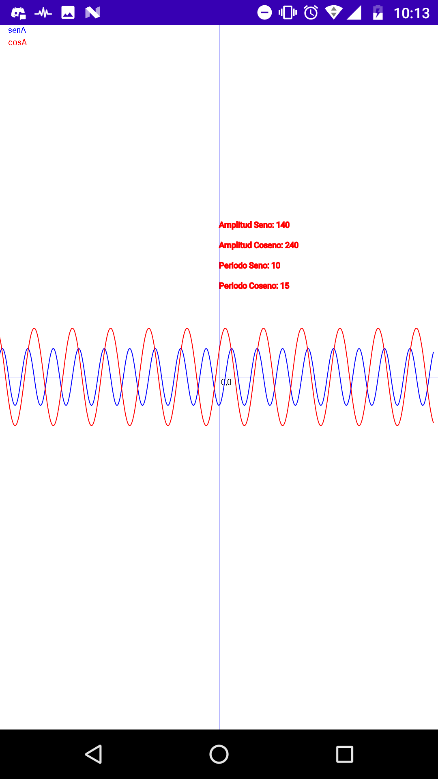 10:13
senA
cosA
Amplitud Seno: 140
Amplitud Coseno: 240
Periodo Seno: 10
Periodo Coseno: 15
0,0